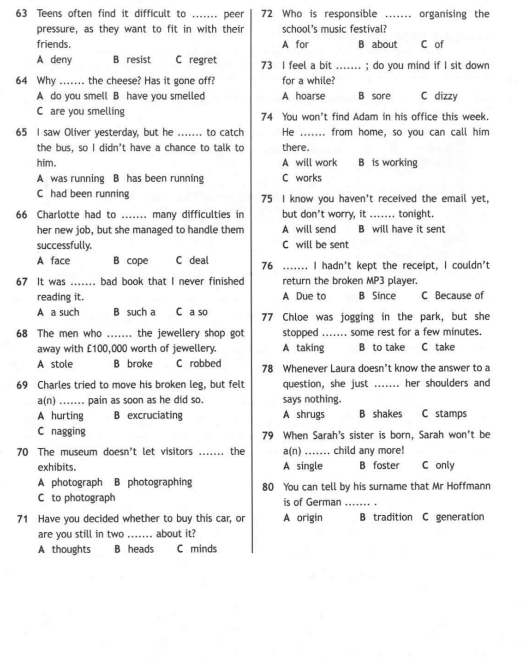 63 Teens often find it difficult to ....... peer
pressure, as they want to fit in with their
friends.
A deny B resist C regret
64 Why ....... the cheese? Has it gone off?
A do you smell B have you smelled
C are you smelling
65 I saw Oliver yesterday, but he ....... to catch
the bus, so I didn't have a chance to talk to
him.
A was running B has been running
C had been running
66 Charlotte had to ....... many difficulties in
her new job, but she managed to handle them
successfully.
A face B cope C deal
67 It was ....... bad book that I never finished
reading it.
A a such B such a C a so
68 The men who ....... the jewellery shop got
away with £100,000 worth of jewellery.
A stole B broke C robbed
69 Charles tried to move his broken leg, but felt
a(n) ....... pain as soon as he did so.
A hurting B excruciating
C nagging
70 The museum doesn't let visitors ....... the
exhibits.
A photograph B photographing
C to photograph
71 Have you decided whether to buy this car, or
are you still in two ....... about it?
A thoughts B heads C minds
72 Who is responsible ....... organising the
school's music festival?
A for B about C of
73 I feel a bit ....... ; do you mind if I sit down
for a while?
A hoarse B sore C dizzy
74 You won't find Adam in his office this week.
He ....... from home, so you can call him
there.
A will work B is working
C works
75 I know you haven't received the email yet,
but don't worry, it ....... tonight.
A will send B will have it sent
C will be sent
76 ....... I hadn't kept the receipt, I couldn't
return the broken MP3 player.
A Due to B Since C Because of
77 Chloe was jogging in the park, but she
stopped ....... some rest for a few minutes.
A taking B to take C take
78 Whenever Laura doesn't know the answer to a
question, she just ....... her shoulders and
says nothing.
A shrugs B shakes C stamps
79 When Sarah's sister is born, Sarah won't be
a(n) ....... child any more!
A single B foster C only
80 You can tell by his surname that Mr Hoffmann
is of German ....... .
A origin B tradition C generation